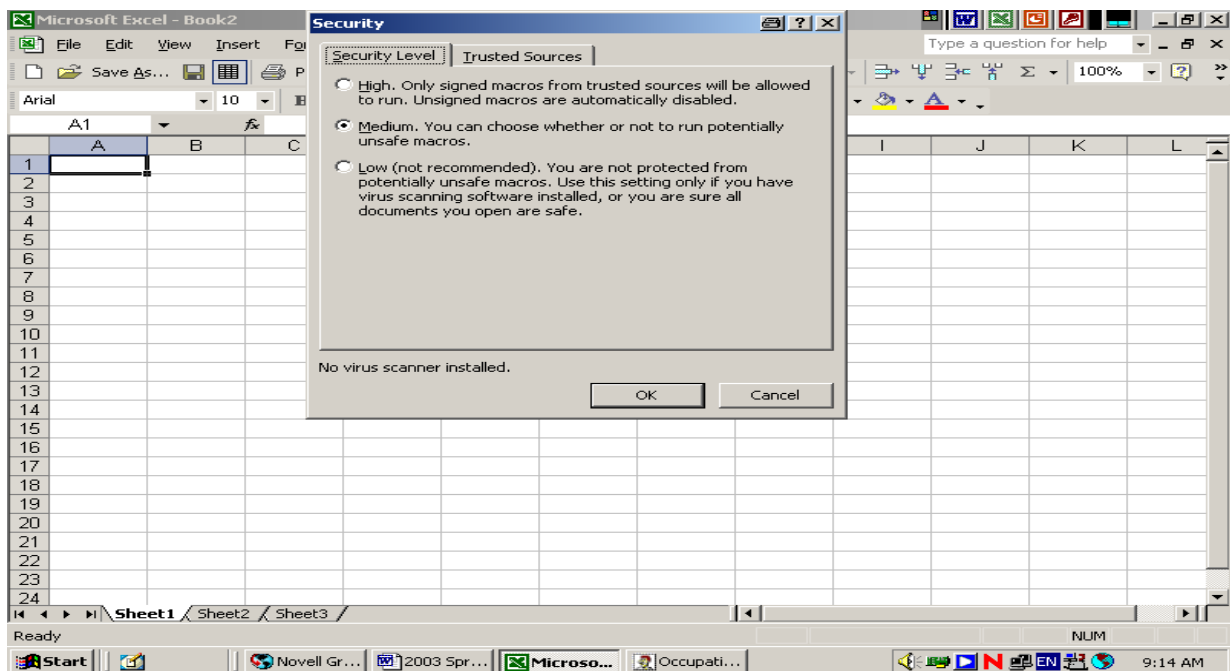 Microsoft Excel - Book2
File Edit View Insert
Type a question for help
Save As...
100%
Arial 10
A1 fx
Security
Security Level Trusted Sources
High. Only signed macros from trusted sources will be allowed
to run. Unsigned macros are automatically disabled.
Medium. You can choose whether or not to run potentially
unsafe macros.
Low (not recommended). You are not protected from
potentially unsafe macros. Use this setting only if you have
virus scanning software installed, or you are sure all
documents you open are safe.
No virus scanner installed.
OK Cancel
A B C I J K L
1
2
3
4
5
6
7
8
9
10
11
12
13
14
15
16
17
18
19
20
21
22
23
24
Sheet1 Sheet2 Sheet3
Ready NUM
Start Novell Gr... 2003 Spr... Microso... Occupati... EN 9:14 AM